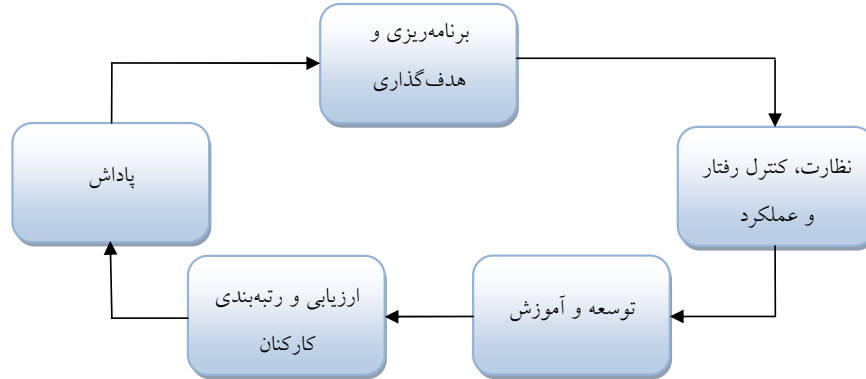 برنامه‌ریزی و
هدف‌گذاری
نظارت، کنترل رفتار
و عملکرد
توسعه و آموزش
ارزیابی و رتبه‌بندی
کارکنان
پاداش